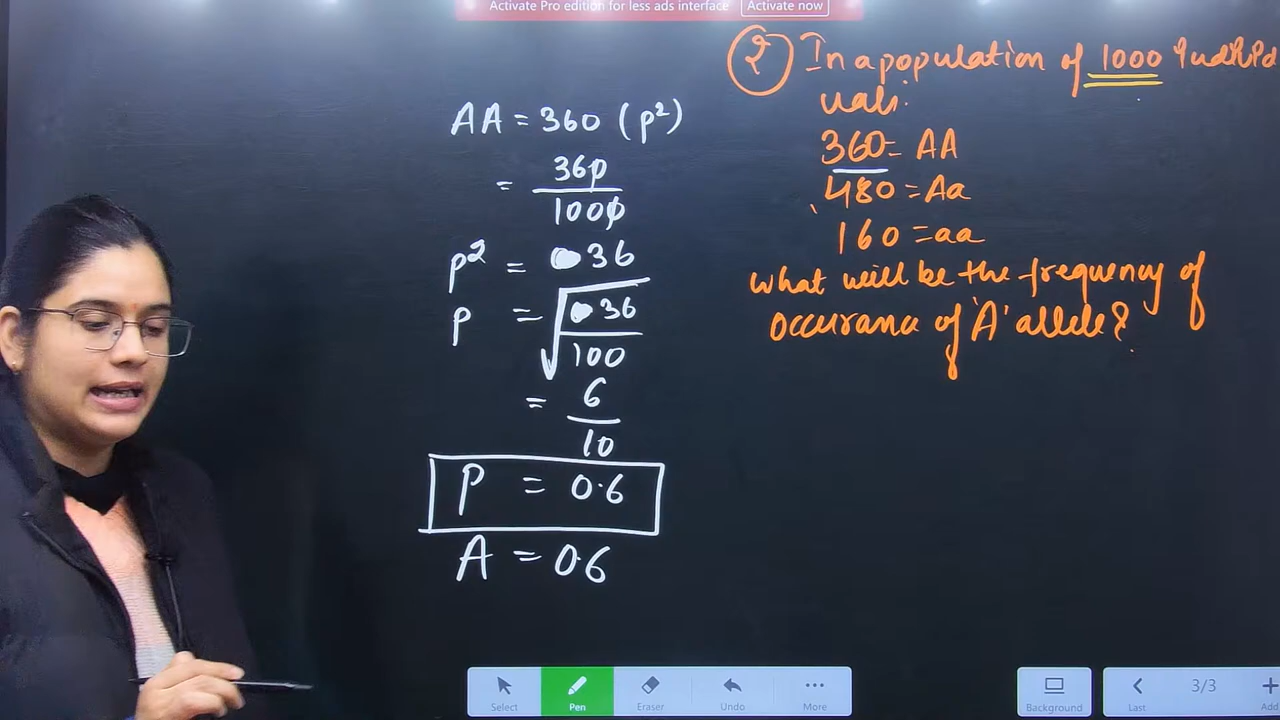 Activate Pro edition for less ads interface Activate now
② In a population of 1000 Individ
uals.
360 = AA
480 = Aa
160 = aa
What will be the frequency of
occurance of 'A' allele?
AA = 360 (p²)
= 360/1000
p² = 36
p = √36/100
= 6/10
P = 0.6
A = 0.6
Select Pen Eraser Undo More Background Last 3/3 Add